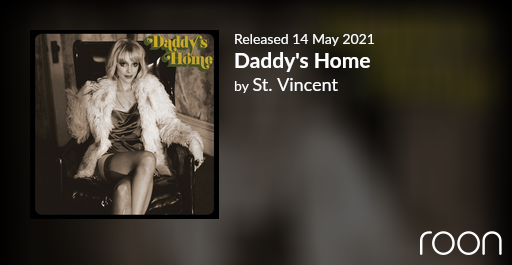 Daddy's
Home
Released 14 May 2021
Daddy's Home
by St. Vincent
roon